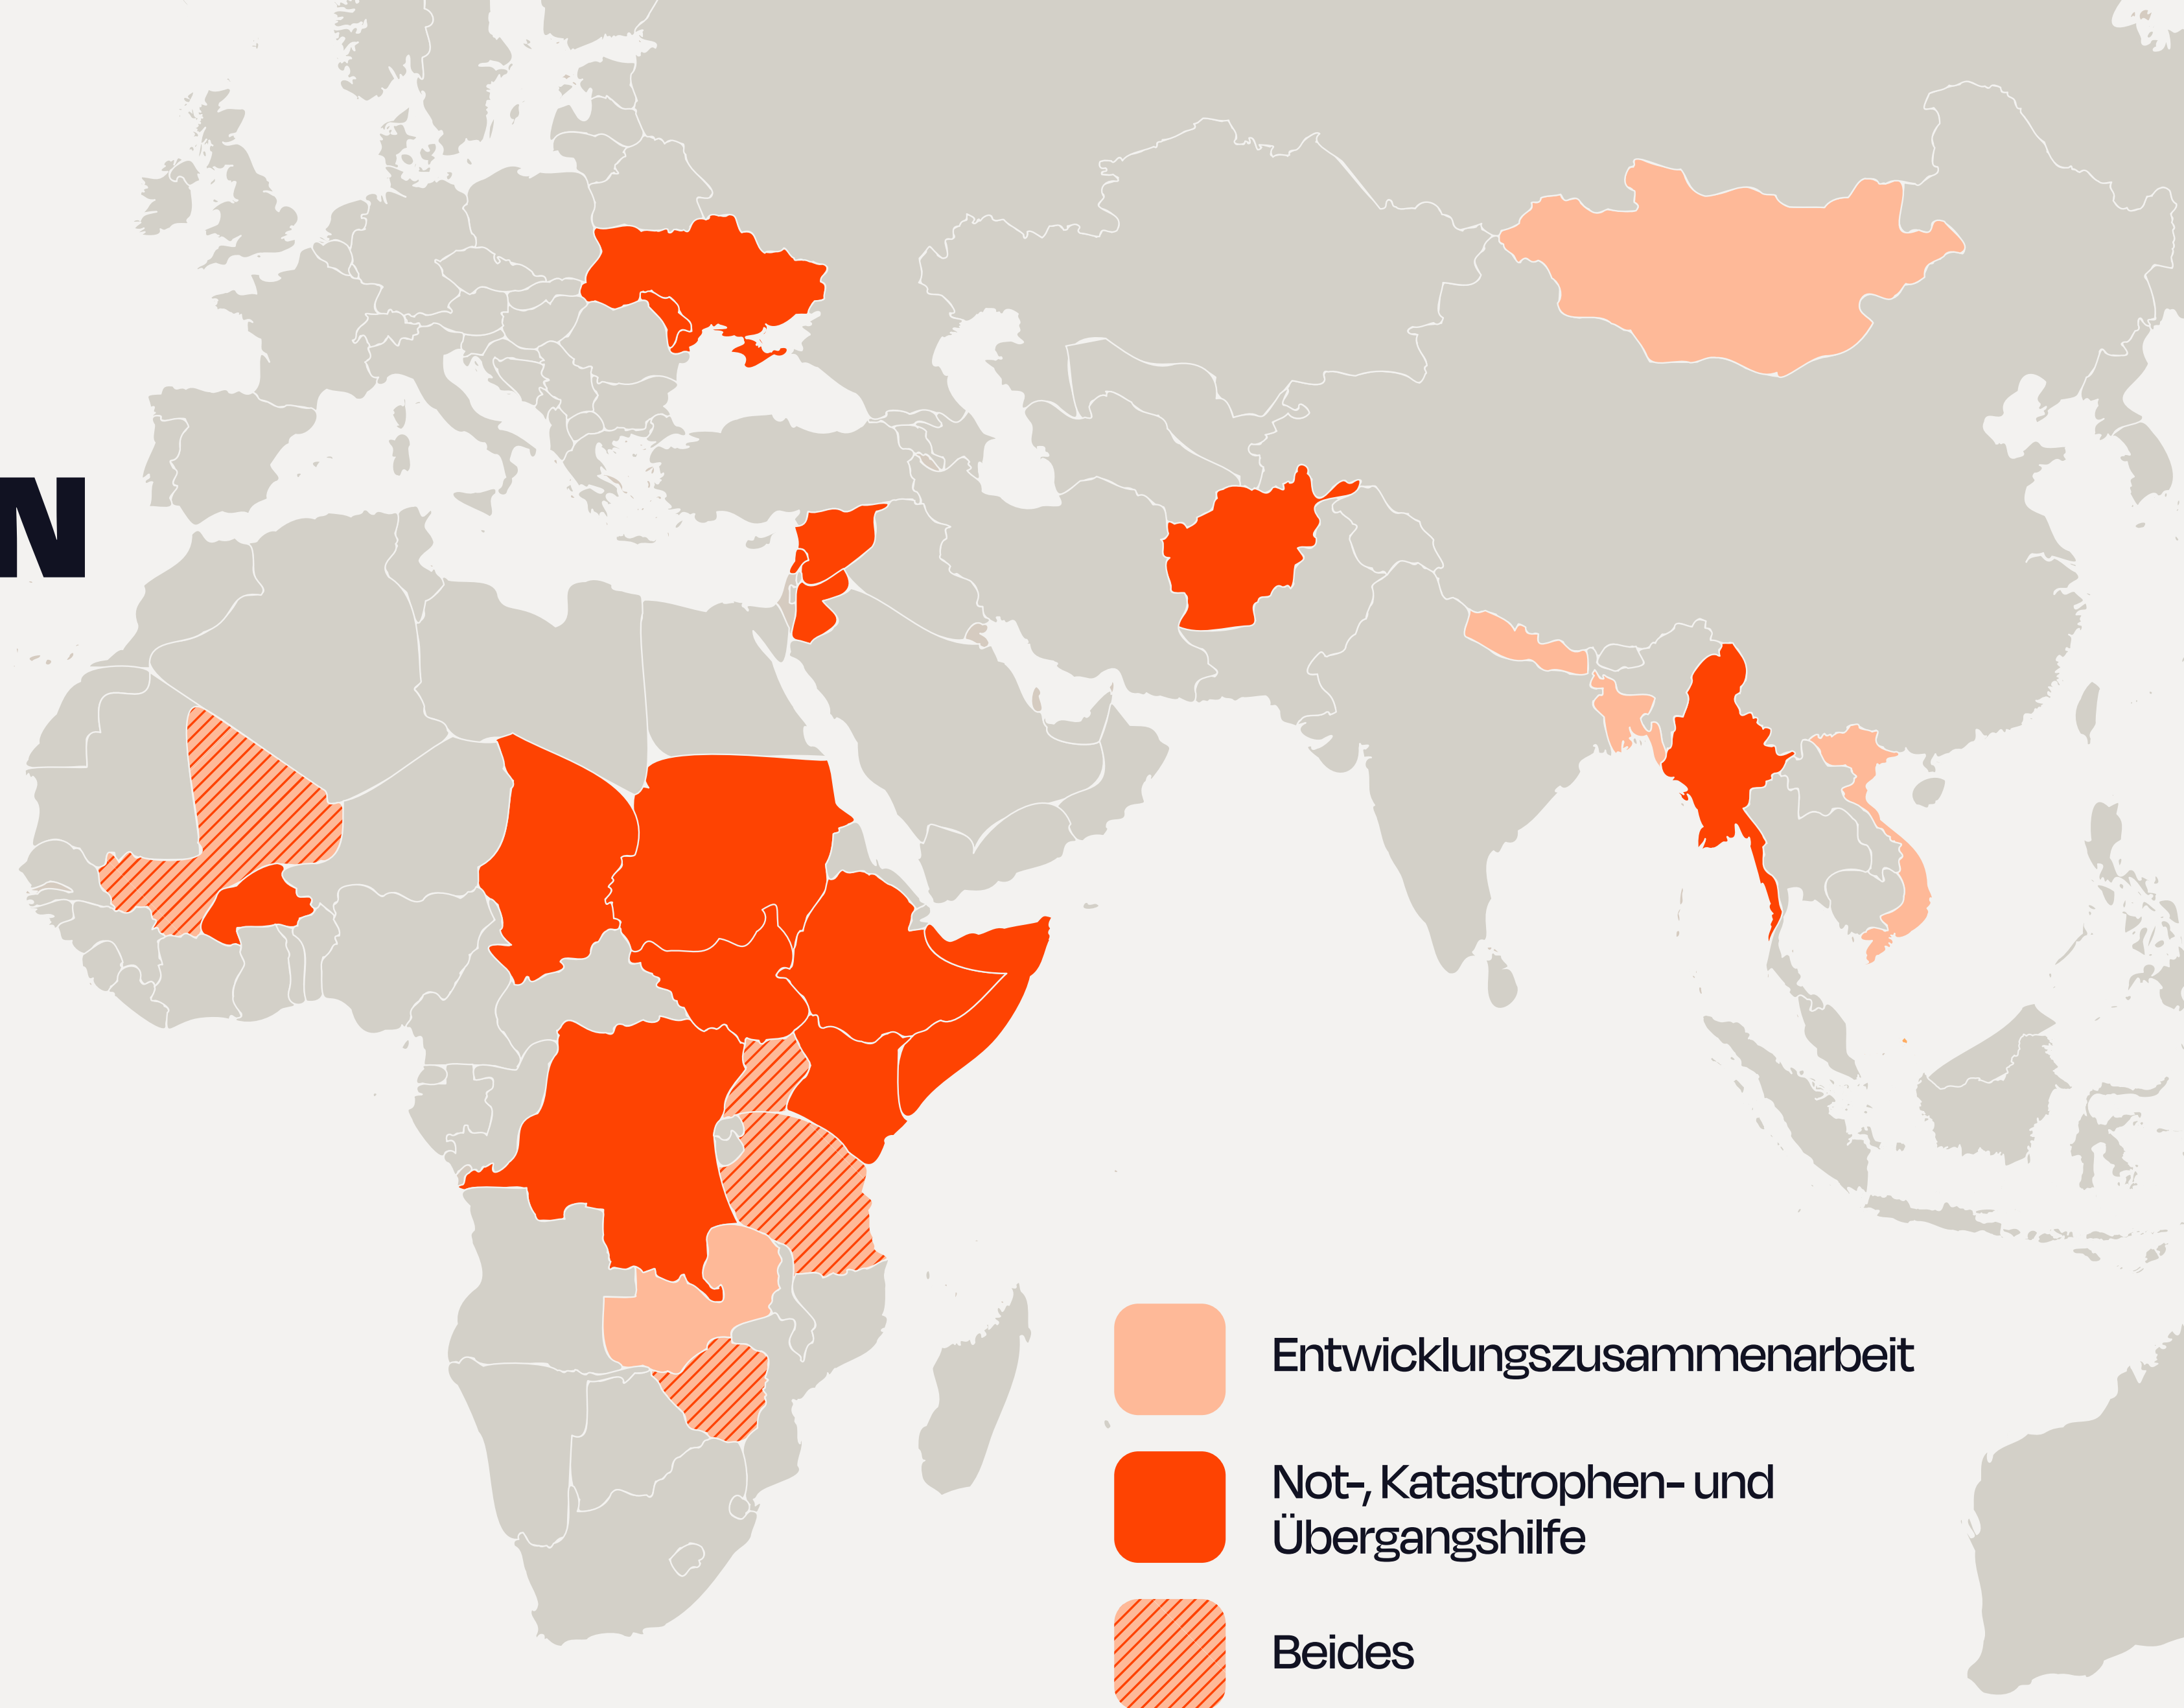 N
Entwicklungszusammenarbeit
Not-, Katastrophen- und
Übergangshilfe
Beides